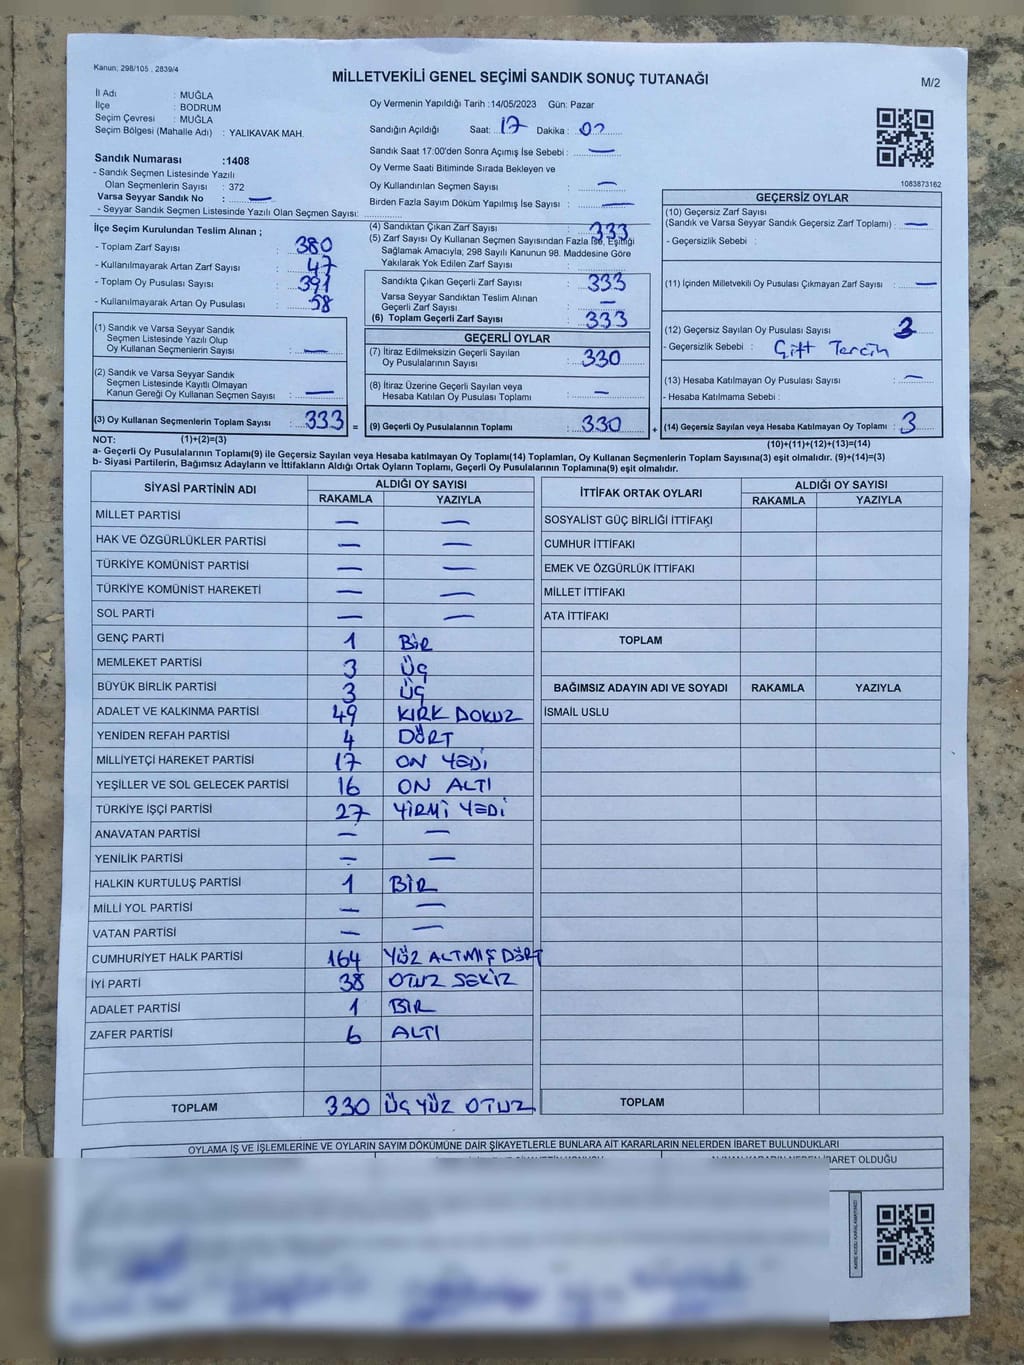 Kanun; 298/105 , 2839/4
MİLLETVEKİLİ GENEL SEÇİMİ SANDIK SONUÇ TUTANAĞI
M/2
İl Adı : MUĞLA
İlçe : BODRUM
Seçim Çevresi : MUĞLA
Seçim Bölgesi (Mahalle Adı) : YALIKAVAK MAH.
Sandık Numarası :1408
- Sandık Seçmen Listesinde Yazılı
Olan Seçmenlerin Sayısı : 372
Varsa Seyyar Sandık No : —
- Seyyar Sandık Seçmen Listesinde Yazılı Olan Seçmen Sayısı:
Oy Vermenin Yapıldığı Tarih :14/05/2023 Gün: Pazar
Sandığın Açıldığı Saat: 17 Dakika : 02
Sandık Saat 17:00'den Sonra Açımış İse Sebebi : —
Oy Verme Saati Bitiminde Sırada Bekleyen ve
Oy Kullandırılan Seçmen Sayısı : —
Birden Fazla Sayım Döküm Yapılmış İse Sayısı : —
1083873162
İlçe Seçim Kurulundan Teslim Alınan ;
- Toplam Zarf Sayısı : 380
- Kullanılmayarak Artan Zarf Sayısı : 47
- Toplam Oy Pusulası Sayısı : 391
- Kullanılmayarak Artan Oy Pusulası : 58
(1) Sandık ve Varsa Seyyar Sandık
Seçmen Listesinde Yazılı Olup
Oy Kullanan Seçmenlerin Sayısı : —
(2) Sandık ve Varsa Seyyar Sandık
Seçmen Listesinde Kayıtlı Olmayan
Kanun Gereği Oy Kullanan Seçmen Sayısı : —
(3) Oy Kullanan Seçmenlerin Toplam Sayısı : 333 =
(4) Sandıktan Çıkan Zarf Sayısı : 333
(5) Zarf Sayısı Oy Kullanan Seçmen Sayısından Fazla İse, Eşitliği
Sağlamak Amacıyla, 298 Sayılı Kanunun 98. Maddesine Göre
Yakılarak Yok Edilen Zarf Sayısı :
Sandıkta Çıkan Geçerli Zarf Sayısı : 333
Varsa Seyyar Sandıktan Teslim Alınan
Geçerli Zarf Sayısı : —
(6) Toplam Geçerli Zarf Sayısı : 333
GEÇERLİ OYLAR
(7) İtiraz Edilmeksizin Geçerli Sayılan
Oy Pusulalarının Sayısı : 330
(8) İtiraz Üzerine Geçerli Sayılan veya
Hesaba Katılan Oy Pusulası Toplamı : —
(9) Geçerli Oy Pusulalarının Toplamı : 330 +
GEÇERSİZ OYLAR
(10) Geçersiz Zarf Sayısı
(Sandık ve Varsa Seyyar Sandık Geçersiz Zarf Toplamı) : —
- Geçersizlik Sebebi :
(11) İçinden Milletvekili Oy Pusulası Çıkmayan Zarf Sayısı : —
(12) Geçersiz Sayılan Oy Pusulası Sayısı : 3
- Geçersizlik Sebebi : Çift Tercih
(13) Hesaba Katılmayan Oy Pusulası Sayısı : —
- Hesaba Katılmama Sebebi :
(14) Geçersiz Sayılan veya Hesaba Katılmayan Oy Toplamı : 3
NOT: (1)+(2)=(3) (10)+(11)+(12)+(13)=(14)
a- Geçerli Oy Pusulalarının Toplamı(9) ile Geçersiz Sayılan veya Hesaba katılmayan Oy Toplamı(14) Toplamları, Oy Kullanan Seçmenlerin Toplam Sayısına(3) eşit olmalıdır. (9)+(14)=(3)
b- Siyasi Partilerin, Bağımsız Adayların ve İttifakların Aldığı Ortak Oyların Toplamı, Geçerli Oy Pusulalarının Toplamına(9) eşit olmalıdır.
SİYASİ PARTİNİN ADI ALDIĞI OY SAYISI
RAKAMLA YAZIYLA
MİLLET PARTİSİ — —
HAK VE ÖZGÜRLÜKLER PARTİSİ — —
TÜRKİYE KOMÜNİST PARTİSİ — —
TÜRKİYE KOMÜNİST HAREKETİ — —
SOL PARTİ — —
GENÇ PARTİ 1 BİR
MEMLEKET PARTİSİ 3 ÜÇ
BÜYÜK BİRLİK PARTİSİ 3 ÜÇ
ADALET VE KALKINMA PARTİSİ 49 KIRK DOKUZ
YENİDEN REFAH PARTİSİ 4 DÖRT
MİLLİYETÇİ HAREKET PARTİSİ 17 ON YEDİ
YEŞİLLER VE SOL GELECEK PARTİSİ 16 ON ALTI
TÜRKİYE İŞÇİ PARTİSİ 27 YİRMİ YEDİ
ANAVATAN PARTİSİ — —
YENİLİK PARTİSİ — —
HALKIN KURTULUŞ PARTİSİ 1 BİR
MİLLİ YOL PARTİSİ — —
VATAN PARTİSİ — —
CUMHURİYET HALK PARTİSİ 164 YÜZ ALTMIŞ DÖRT
İYİ PARTİ 38 OTUZ SEKİZ
ADALET PARTİSİ 1 BIR
ZAFER PARTİSİ 6 ALTI
TOPLAM 330 ÜÇ YÜZ OTUZ
İTTİFAK ORTAK OYLARI ALDIĞI OY SAYISI
RAKAMLA YAZIYLA
SOSYALİST GÜÇ BİRLİĞİ İTTİFAKI
CUMHUR İTTİFAKI
EMEK VE ÖZGÜRLÜK İTTİFAKI
MİLLET İTTİFAKI
ATA İTTİFAKI
TOPLAM
BAĞIMSIZ ADAYIN ADI VE SOYADI RAKAMLA YAZIYLA
İSMAİL USLU
TOPLAM
OYLAMA İŞ VE İŞLEMLERİNE VE OYLARIN SAYIM DÖKÜMÜNE DAİR ŞİKAYETLERLE BUNLARA AİT KARARLARIN NELERDEN İBARET BULUNDUKLARI
İBARET OLDUĞU